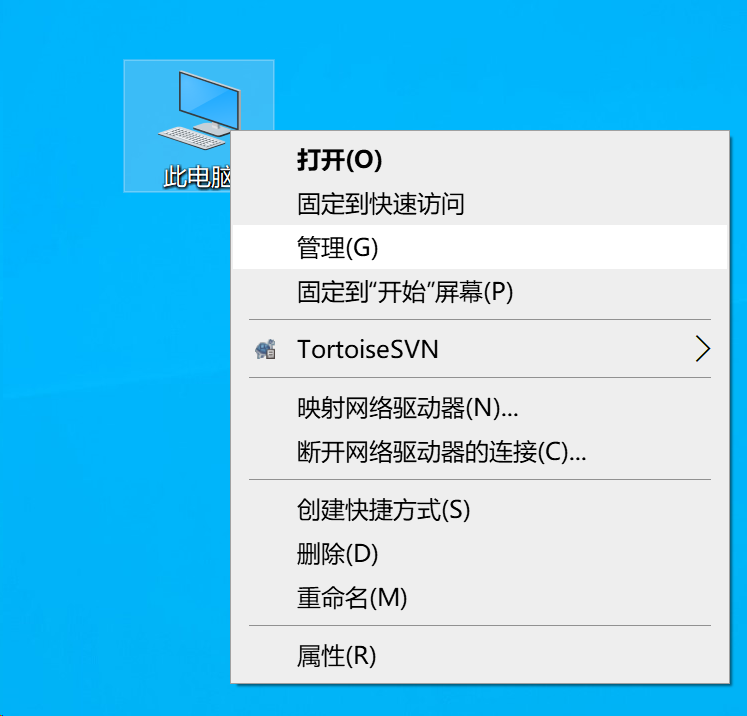 此电脑
打开(O)
固定到快速访问
管理(G)
固定到“开始”屏幕(P)
TortoiseSVN
映射网络驱动器(N)...
断开网络驱动器的连接(C)...
创建快捷方式(S)
删除(D)
重命名(M)
属性(R)